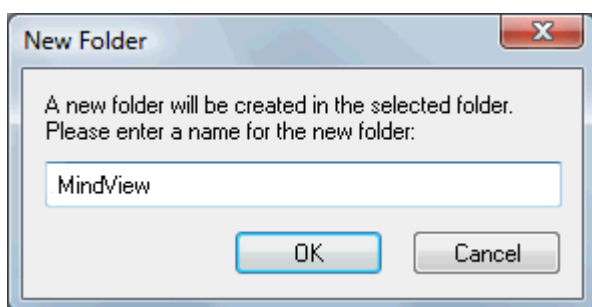 New Folder
A new folder will be created in the selected folder.
Please enter a name for the new folder:
MindView
OK
Cancel